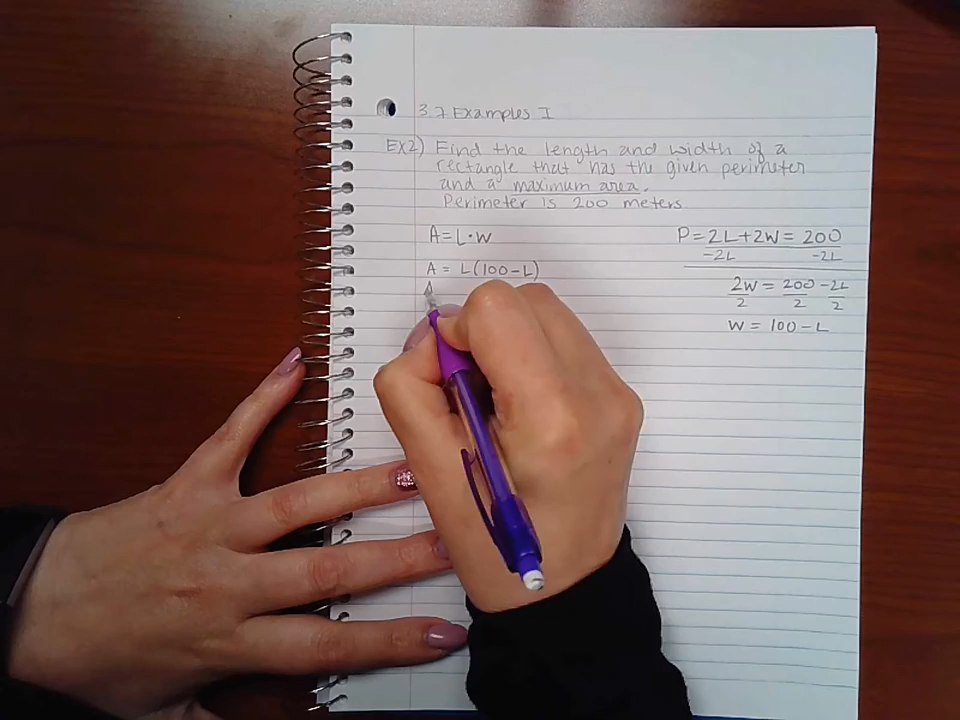 3.7 Examples I
Ex2) Find the length and width of a
rectangle that has the given perimeter
and a maximum area.
Perimeter is 200 meters
A = L · W
A = L(100 - L)
A
P = 2L + 2W = 200
-2L -2L
2W = 200 - 2L
2 2 2
W = 100 - L